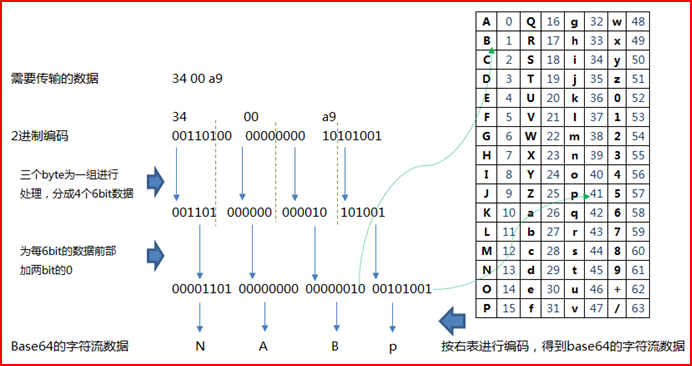 需要传输的数据 34 00 a9
34 00 a9
2进制编码 00110100 00000000 10101001
三个byte为一组进行
处理，分成4个6bit数据
001101 000000 000010 101001
为每6bit的数据前部
加两bit的0
00001101 00000000 00000010 00101001
Base64的字符流数据 N A B p
A 0 Q 16 g 32 w 48
B 1 R 17 h 33 x 49
C 2 S 18 i 34 y 50
D 3 T 19 j 35 z 51
E 4 U 20 k 36 0 52
F 5 V 21 l 37 1 53
G 6 W 22 m 38 2 54
H 7 X 23 n 39 3 55
I 8 Y 24 o 40 4 56
J 9 Z 25 p 41 5 57
K 10 a 26 q 42 6 58
L 11 b 27 r 43 7 59
M 12 c 28 s 44 8 60
N 13 d 29 t 45 9 61
O 14 e 30 u 46 + 62
P 15 f 31 v 47 / 63
按右表进行编码，得到base64的字符流数据